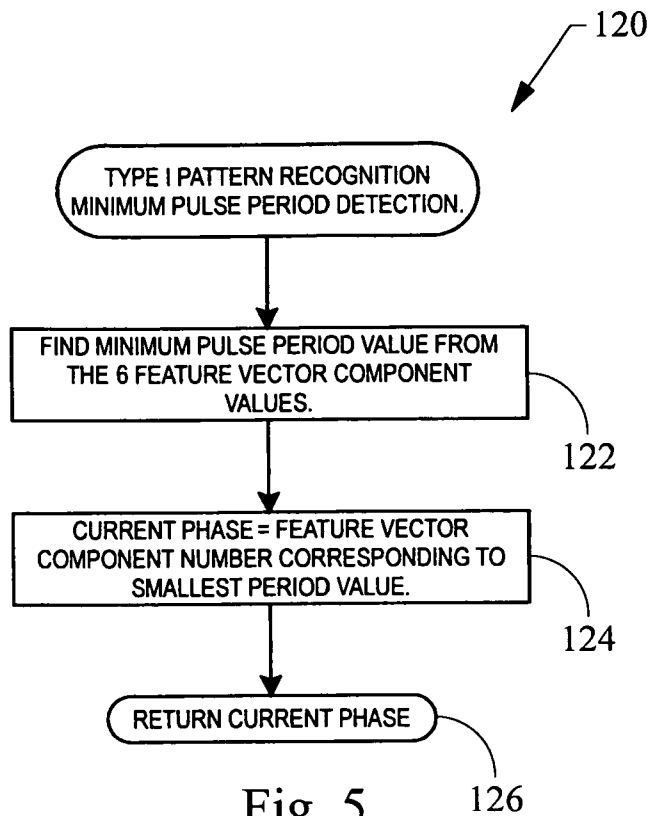 120
TYPE I PATTERN RECOGNITION
MINIMUM PULSE PERIOD DETECTION.
FIND MINIMUM PULSE PERIOD VALUE FROM
THE 6 FEATURE VECTOR COMPONENT
VALUES.
122
CURRENT PHASE = FEATURE VECTOR
COMPONENT NUMBER CORRESPONDING TO
SMALLEST PERIOD VALUE.
124
RETURN CURRENT PHASE
126
Fig. 5